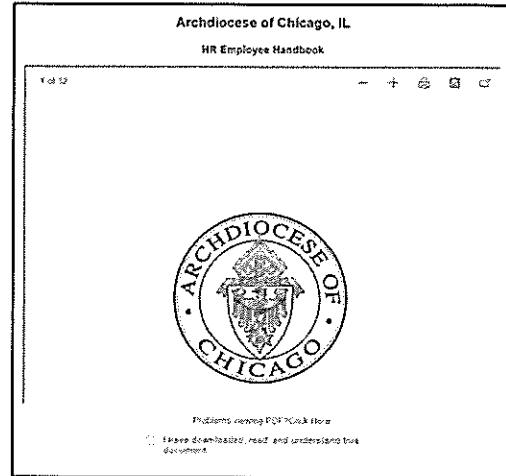 Archdiocese of Chicago, IL
HR Employee Handbook
1 of 12
ARCHDIOCESE OF
CHICAGO
Problems viewing PDF? Click Here
I have downloaded, read, and understand this
document.